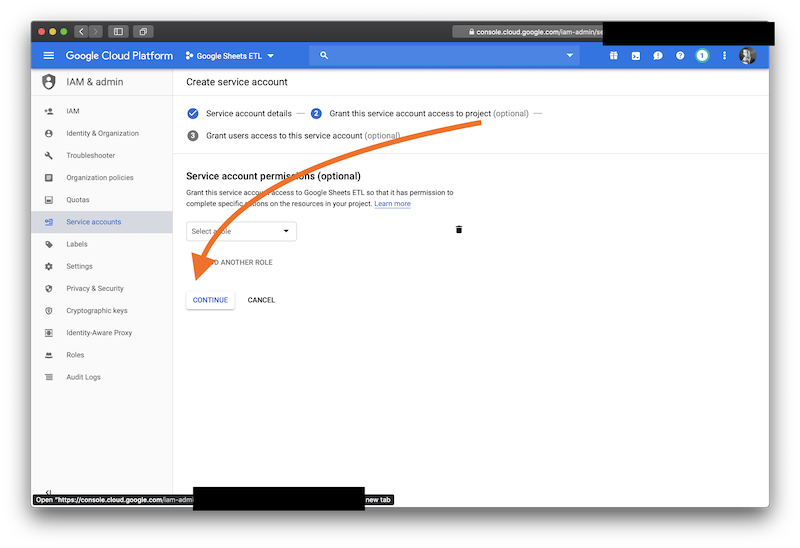 console.cloud.google.com/iam-admin/se
Google Cloud Platform
Google Sheets ETL
1
IAM & admin
Create service account
IAM
Identity & Organization
Troubleshooter
Organization policies
Quotas
Service accounts
Labels
Settings
Privacy & Security
Cryptographic keys
Identity-Aware Proxy
Roles
Audit Logs
Service account details — 2 Grant this service account access to project (optional) —
3 Grant users access to this service account (optional)
Service account permissions (optional)
Grant this service account access to Google Sheets ETL so that it has permission to
complete specific actions on the resources in your project. Learn more
Select a role
ANOTHER ROLE
CONTINUE CANCEL
Open "https://console.cloud.google.com/iam-admin new tab